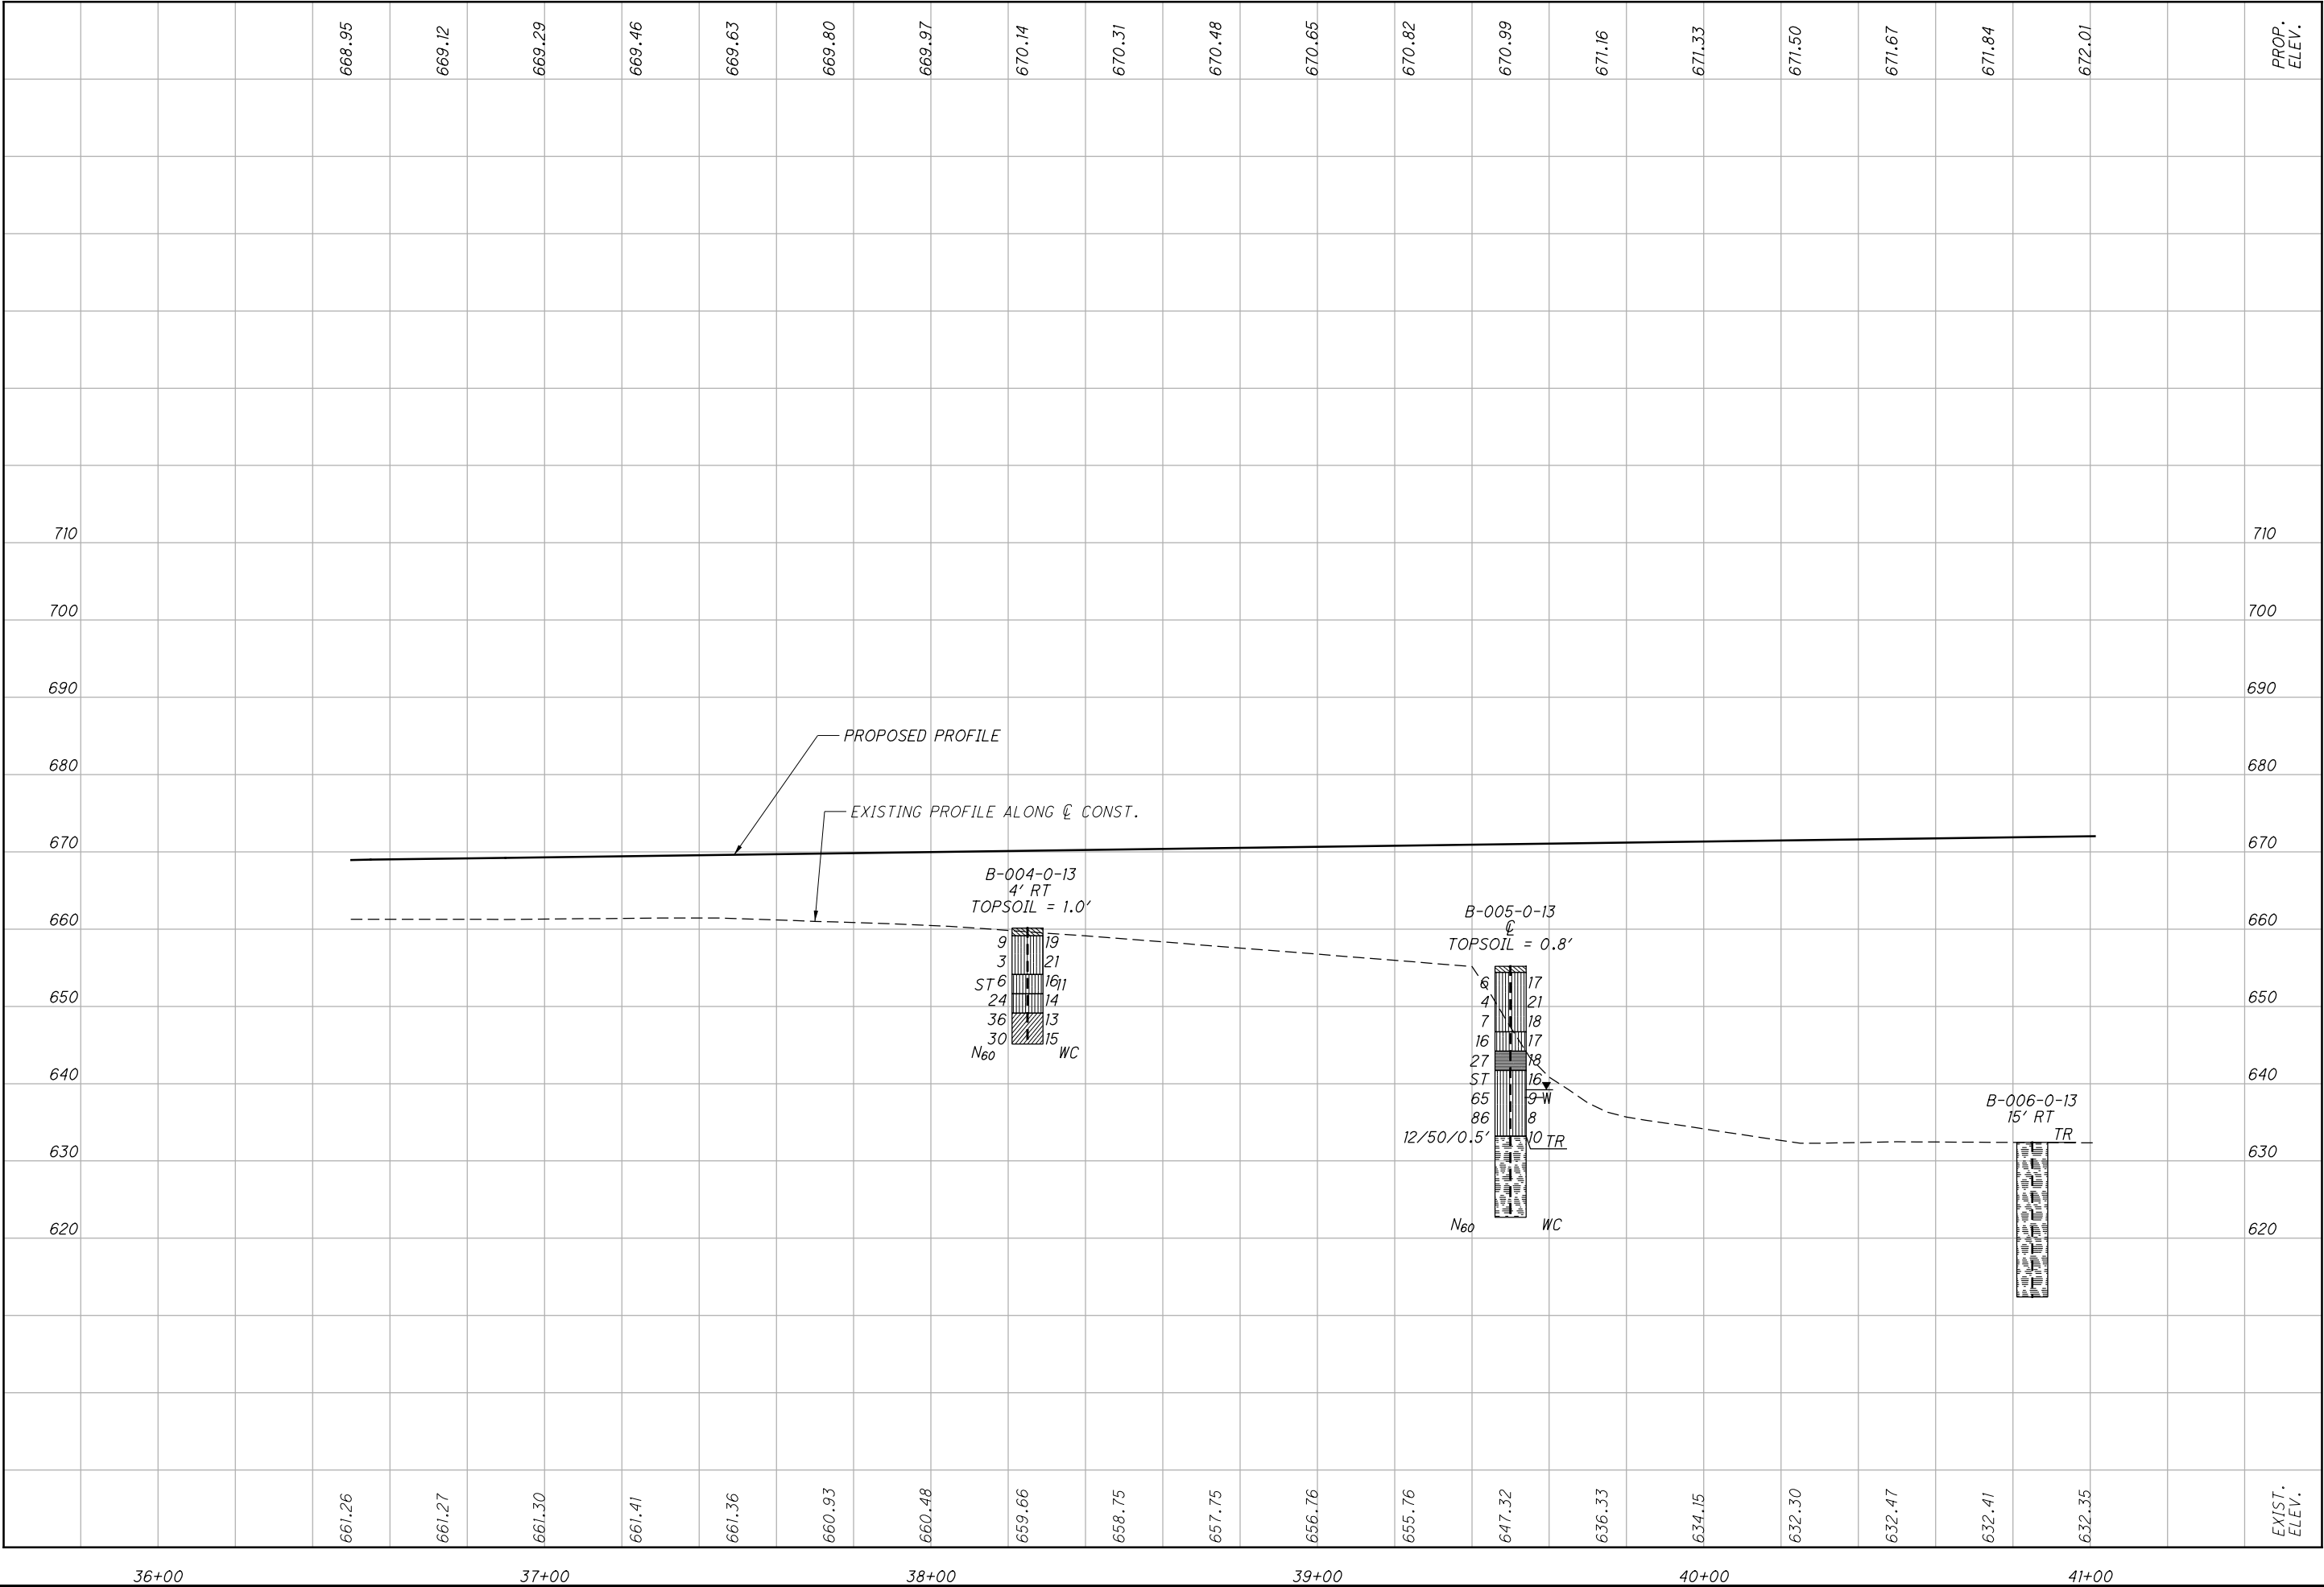 668.95 669.12 669.29 669.46 669.63 669.80 669.97 670.14 670.31 670.48 670.65 670.82 670.99 671.16 671.33 671.50 671.67 671.84 672.01 PROP.
ELEV.
710 710
700 700
690 690
PROPOSED PROFILE
680 680
EXISTING PROFILE ALONG ℄ CONST.
670 670
B-004-0-13
4' RT
TOPSOIL = 1.0'
660 660
9 19
3 21
ST 6 16 11
24 14
36 13
30 15
N60 WC
B-005-0-13
℄
TOPSOIL = 0.8'
6 17
4 21
7 18
16 17
27 18
ST 16
65 9 W
86 8
12/50/0.5' 10 TR
N60 WC
650 650
640 640
B-006-0-13
15' RT
TR
630 630
620 620
661.26 661.27 661.30 661.41 661.36 660.93 660.48 659.66 658.75 657.75 656.76 655.76 647.32 636.33 634.15 632.30 632.47 632.41 632.35 EXIST.
ELEV.
36+00 37+00 38+00 39+00 40+00 41+00